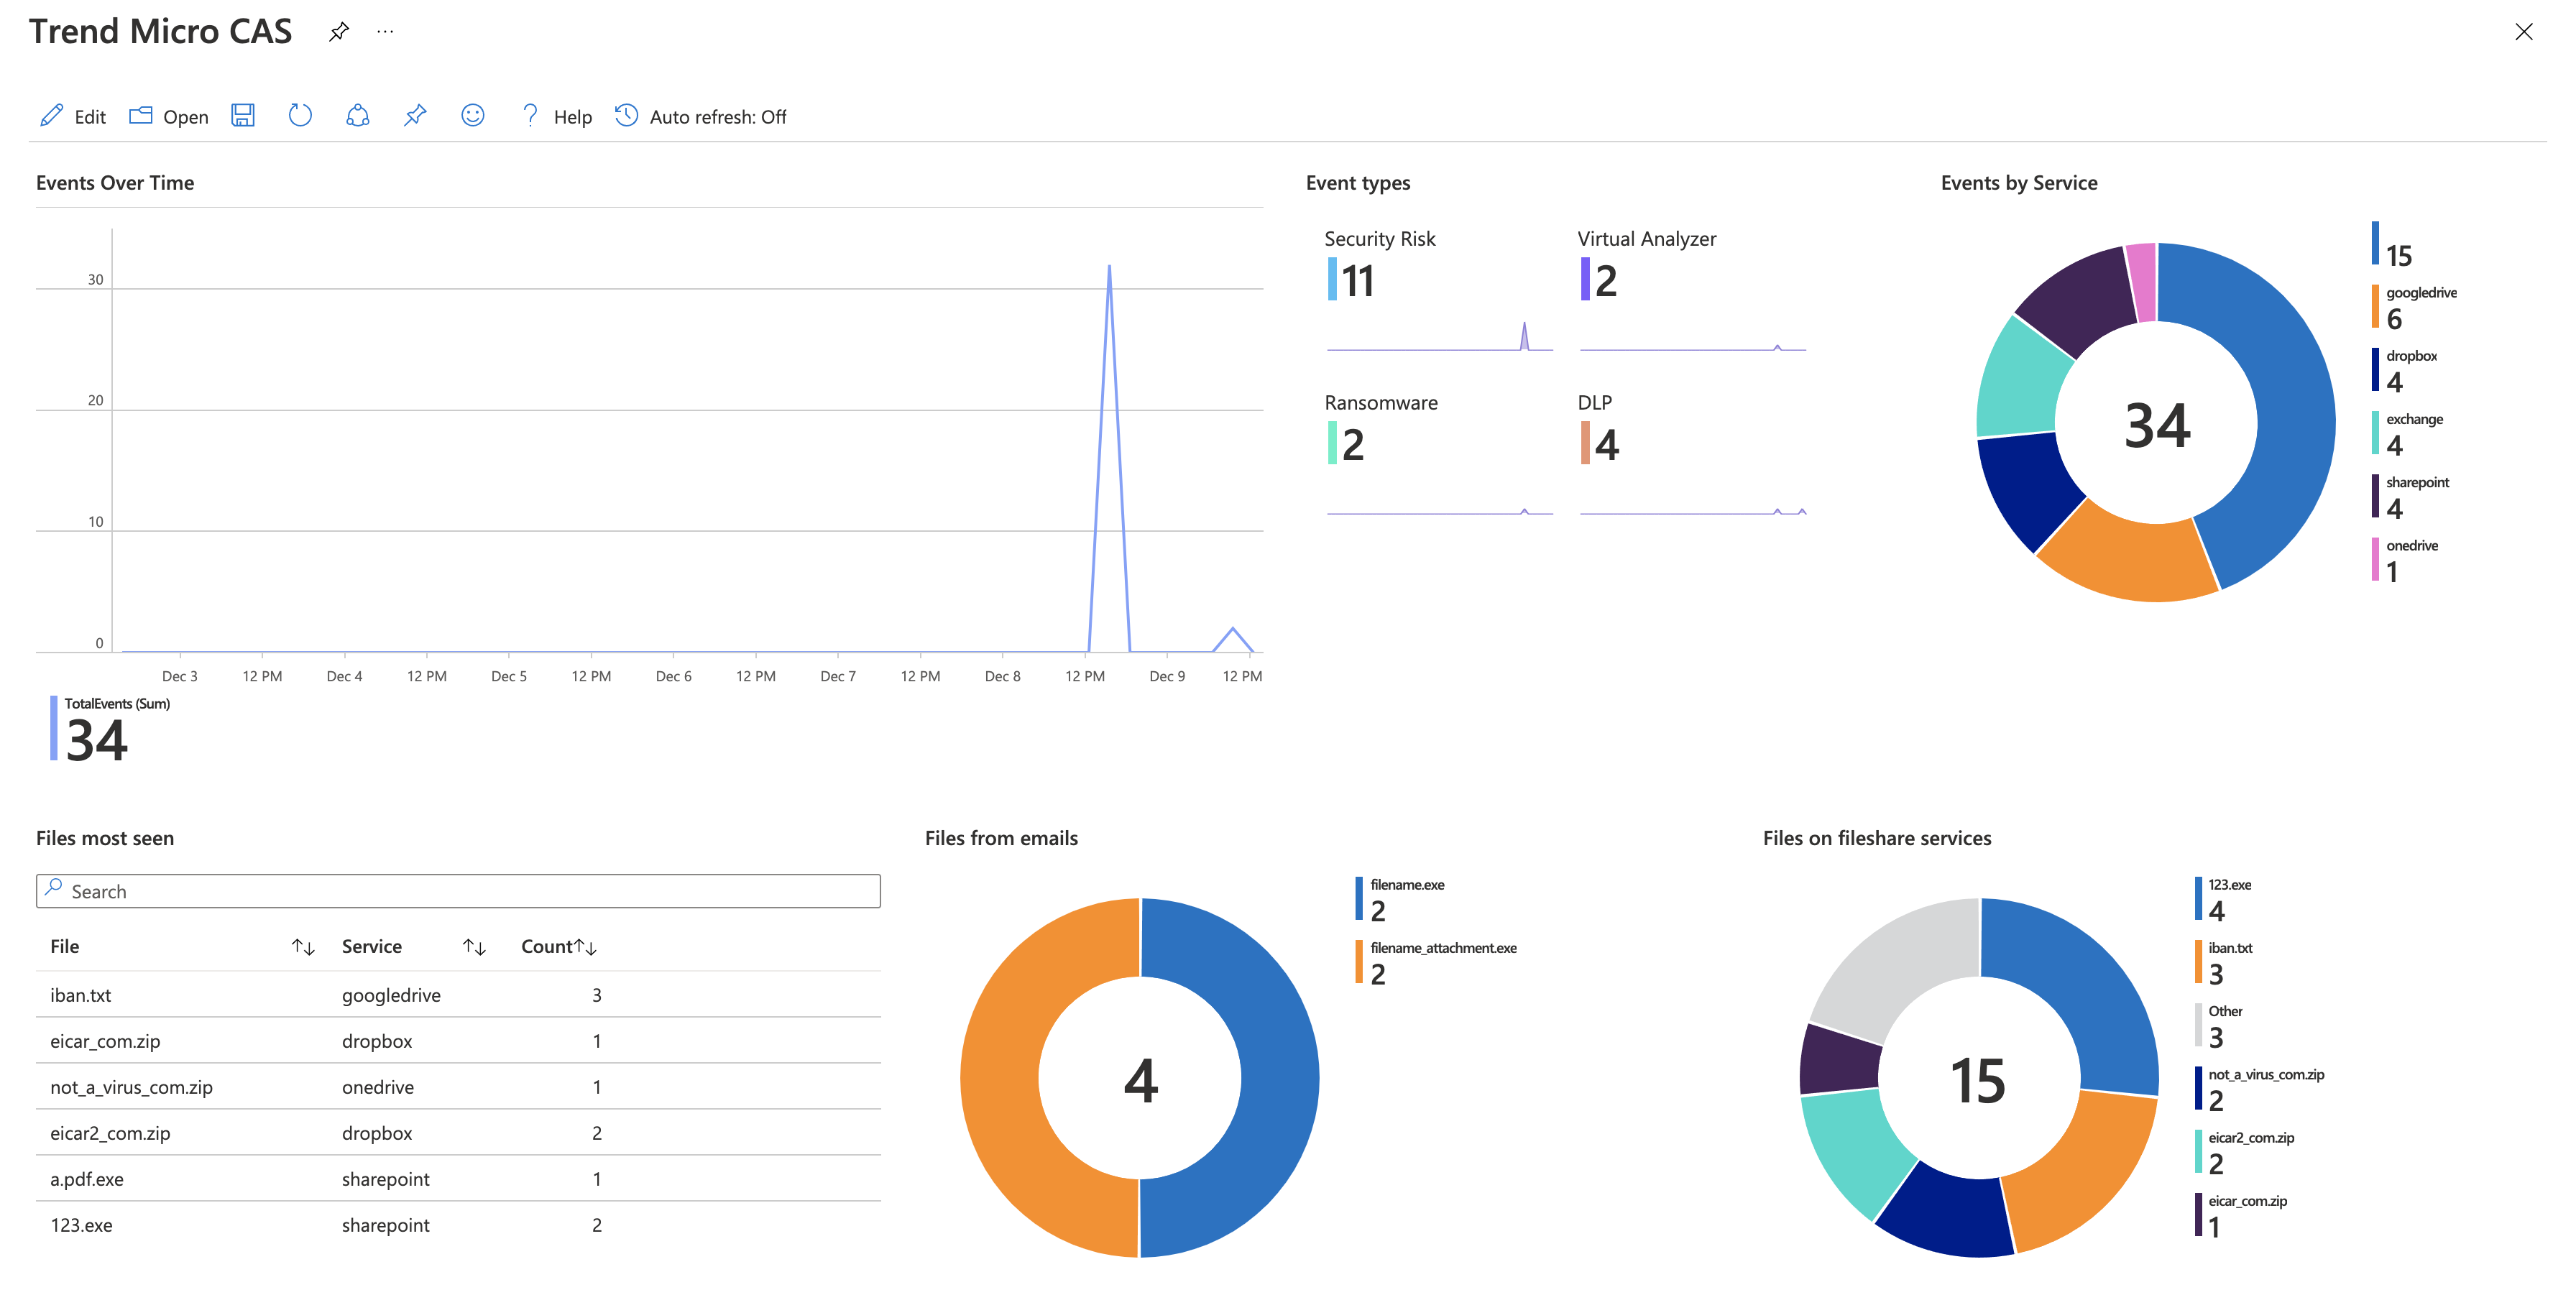 Trend Micro CAS
Edit Open ? Help Auto refresh: Off
Events Over Time
30
20
10
0
Dec 3 12 PM Dec 4 12 PM Dec 5 12 PM Dec 6 12 PM Dec 7 12 PM Dec 8 12 PM Dec 9 12 PM
TotalEvents (Sum)
34
Event types
Security Risk
11
Virtual Analyzer
2
Ransomware
2
DLP
4
Events by Service
34
15
googledrive
6
dropbox
4
exchange
4
sharepoint
4
onedrive
1
Files most seen
Search
File Service Count
iban.txt googledrive 3
eicar_com.zip dropbox 1
not_a_virus_com.zip onedrive 1
eicar2_com.zip dropbox 2
a.pdf.exe sharepoint 1
123.exe sharepoint 2
Files from emails
4
filename.exe
2
filename_attachment.exe
2
Files on fileshare services
15
123.exe
4
iban.txt
3
Other
3
not_a_virus_com.zip
2
eicar2_com.zip
2
eicar_com.zip
1